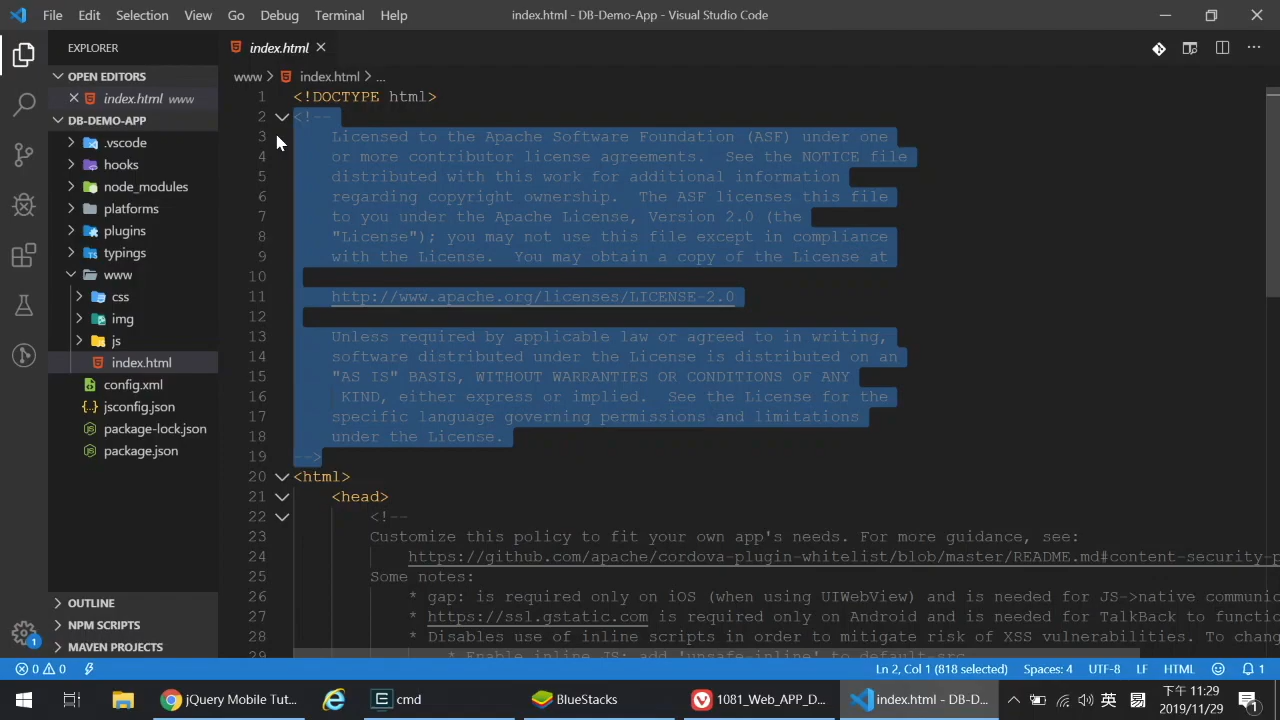 File Edit Selection View Go Debug Terminal Help index.html - DB-Demo-App - Visual Studio Code
EXPLORER
OPEN EDITORS
index.html www
DB-DEMO-APP
.vscode
hooks
node_modules
platforms
plugins
typings
www
css
img
js
index.html
config.xml
jsconfig.json
package-lock.json
package.json
OUTLINE
NPM SCRIPTS
MAVEN PROJECTS
index.html
www > index.html > ...
1 <!DOCTYPE html>
2 <!--
3 Licensed to the Apache Software Foundation (ASF) under one
4 or more contributor license agreements.  See the NOTICE file
5 distributed with this work for additional information
6 regarding copyright ownership.  The ASF licenses this file
7 to you under the Apache License, Version 2.0 (the
8 "License"); you may not use this file except in compliance
9 with the License.  You may obtain a copy of the License at
10
11 http://www.apache.org/licenses/LICENSE-2.0
12
13 Unless required by applicable law or agreed to in writing,
14 software distributed under the License is distributed on an
15 "AS IS" BASIS, WITHOUT WARRANTIES OR CONDITIONS OF ANY
16 KIND, either express or implied.  See the License for the
17 specific language governing permissions and limitations
18 under the License.
19 -->
20 <html>
21 <head>
22 <!--
23 Customize this policy to fit your own app's needs. For more guidance, see:
24 https://github.com/apache/cordova-plugin-whitelist/blob/master/README.md#content-security-p
25 Some notes:
26 * gap: is required only on iOS (when using UIWebView) and is needed for JS->native communic
27 * https://ssl.gstatic.com is required only on Android and is needed for TalkBack to functio
28 * Disables use of inline scripts in order to mitigate risk of XSS vulnerabilities. To chang
29 * Enable inline JS: add 'unsafe-inline' to default-src
1
0 0 Ln 2, Col 1 (818 selected) Spaces: 4 UTF-8 LF HTML 1
jQuery Mobile Tut... cmd BlueStacks 1081_Web_APP_D... index.html - DB-D... 英 下午 11:29
2019/11/29 1